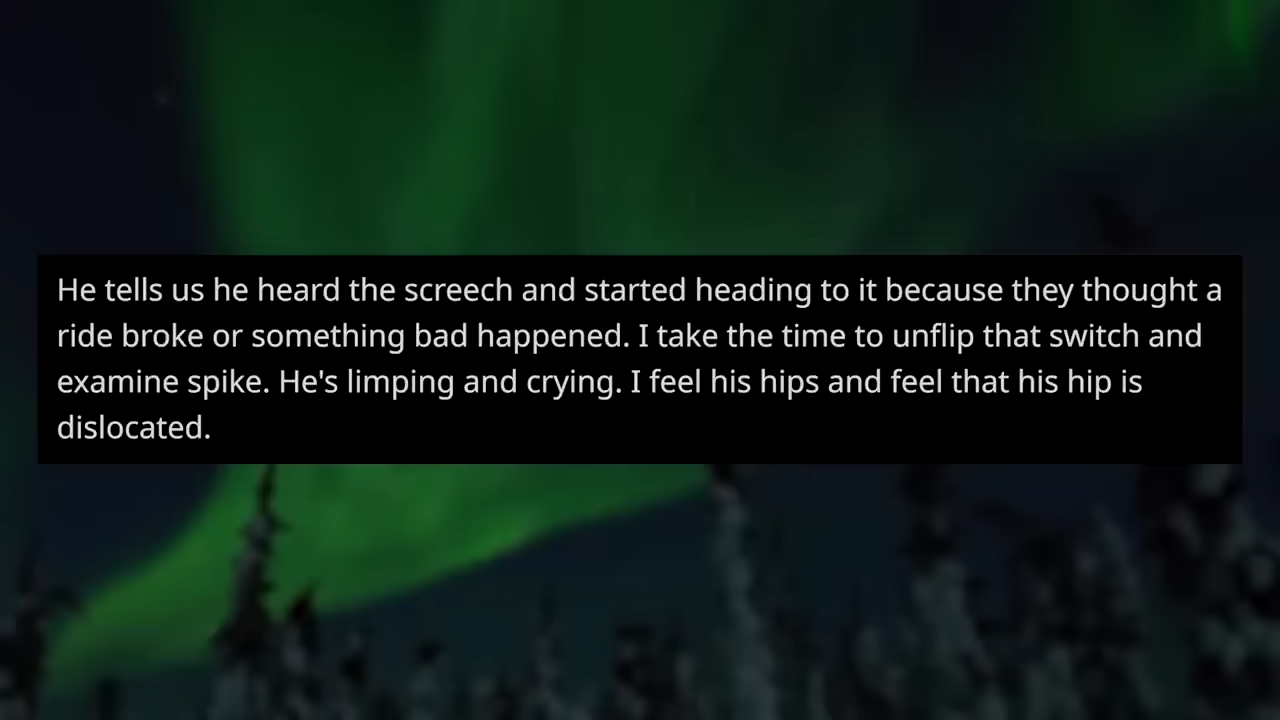 He tells us he heard the screech and started heading to it because they thought a
ride broke or something bad happened. I take the time to unflip that switch and
examine spike. He's limping and crying. I feel his hips and feel that his hip is
dislocated.